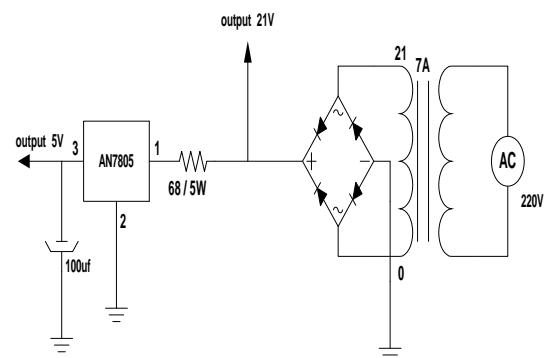 output 21V
21
7A
output 5V
3
AN7805
1
68 / 5W
2
100uf
~
+
−
~
AC
220V
0